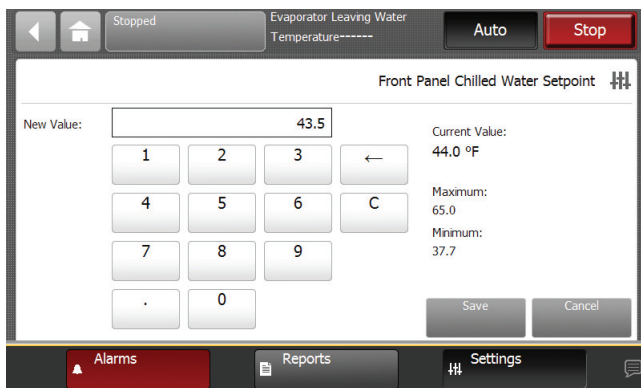 Stopped
Evaporator Leaving Water
Temperature------
Auto
Stop
Front Panel Chilled Water Setpoint
New Value:
43.5
Current Value:
44.0 ºF
1 2 3 ←
4 5 6 C
Maximum:
65.0
Minimum:
37.7
7 8 9
. 0
Save
Cancel
Alarms
Reports
Settings